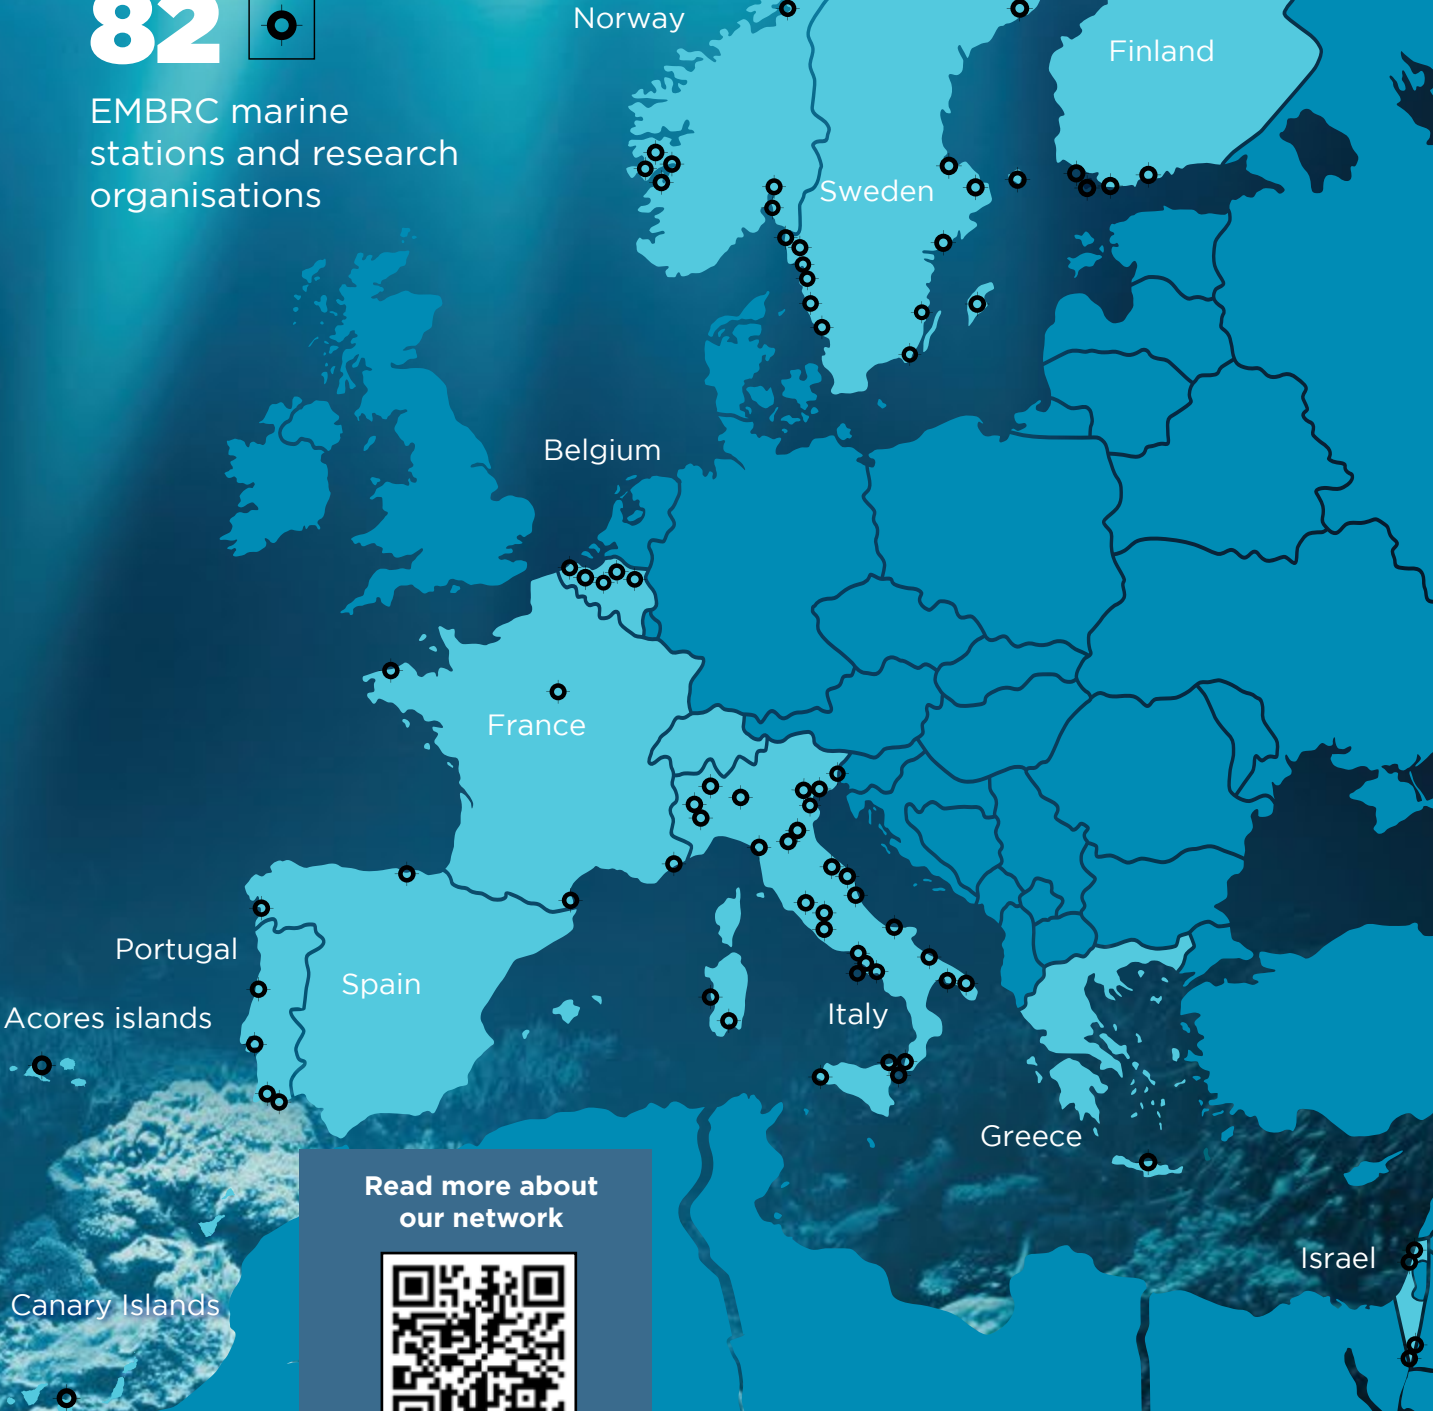 82
EMBRC marine
stations and research
organisations
Norway
Finland
Sweden
Belgium
France
Portugal
Spain
Acores islands
Italy
Greece
Read more about
our network
Israel
Canary Islands